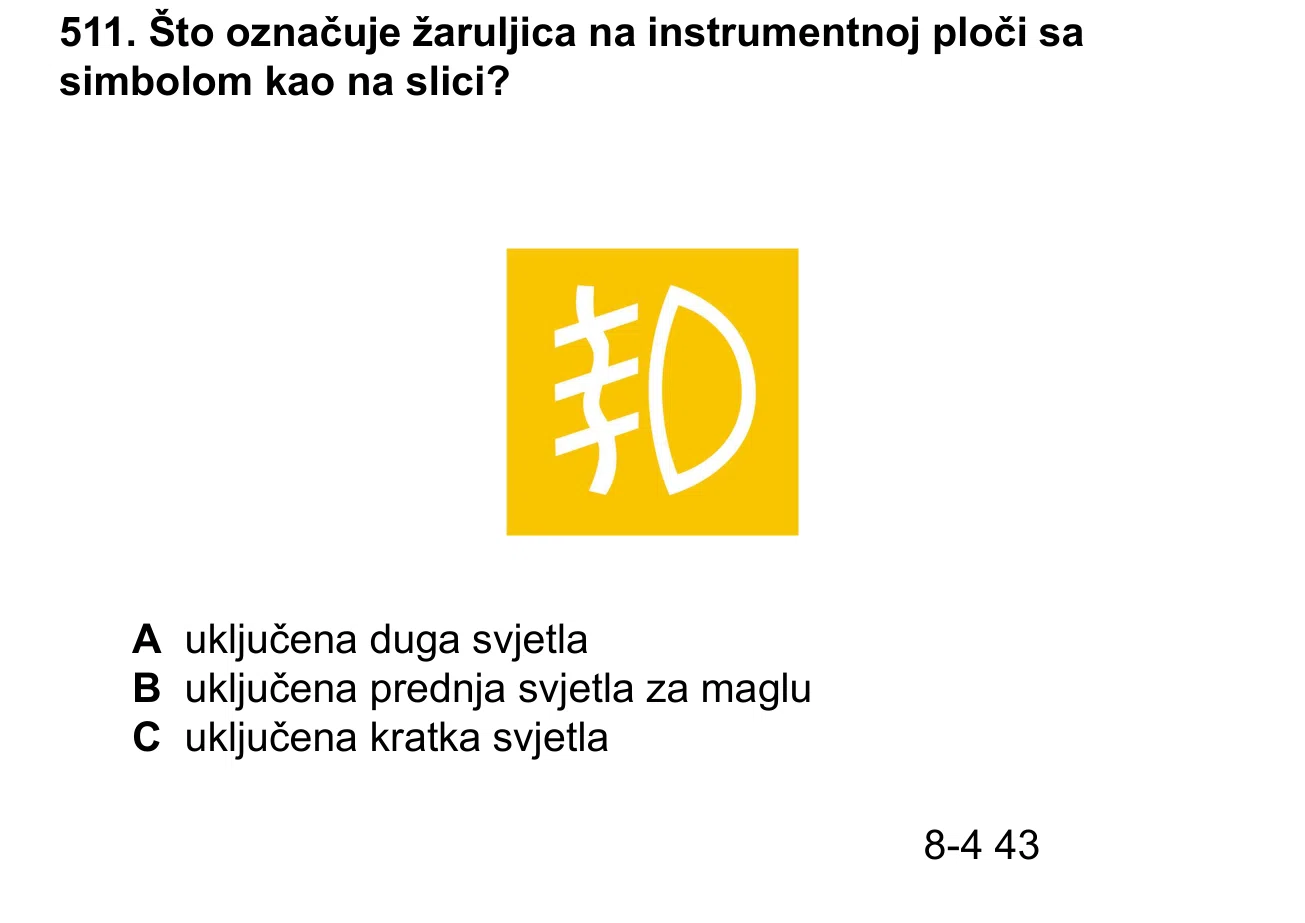 511. Što označuje žaruljica na instrumentnoj ploči sa
simbolom kao na slici?
A uključena duga svjetla
B uključena prednja svjetla za maglu
C uključena kratka svjetla
8-4 43